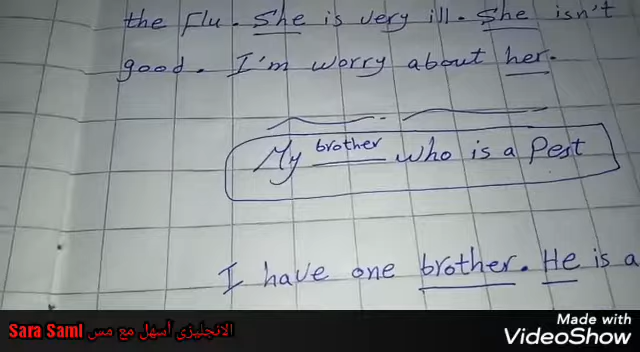 the Flu. She is very ill. She isn't
good. I'm worry about her.
My brother who is a Pest
I have one brother. He is a
الانجليزى أسهل مع مس Sara Sami
Made with
VideoShow